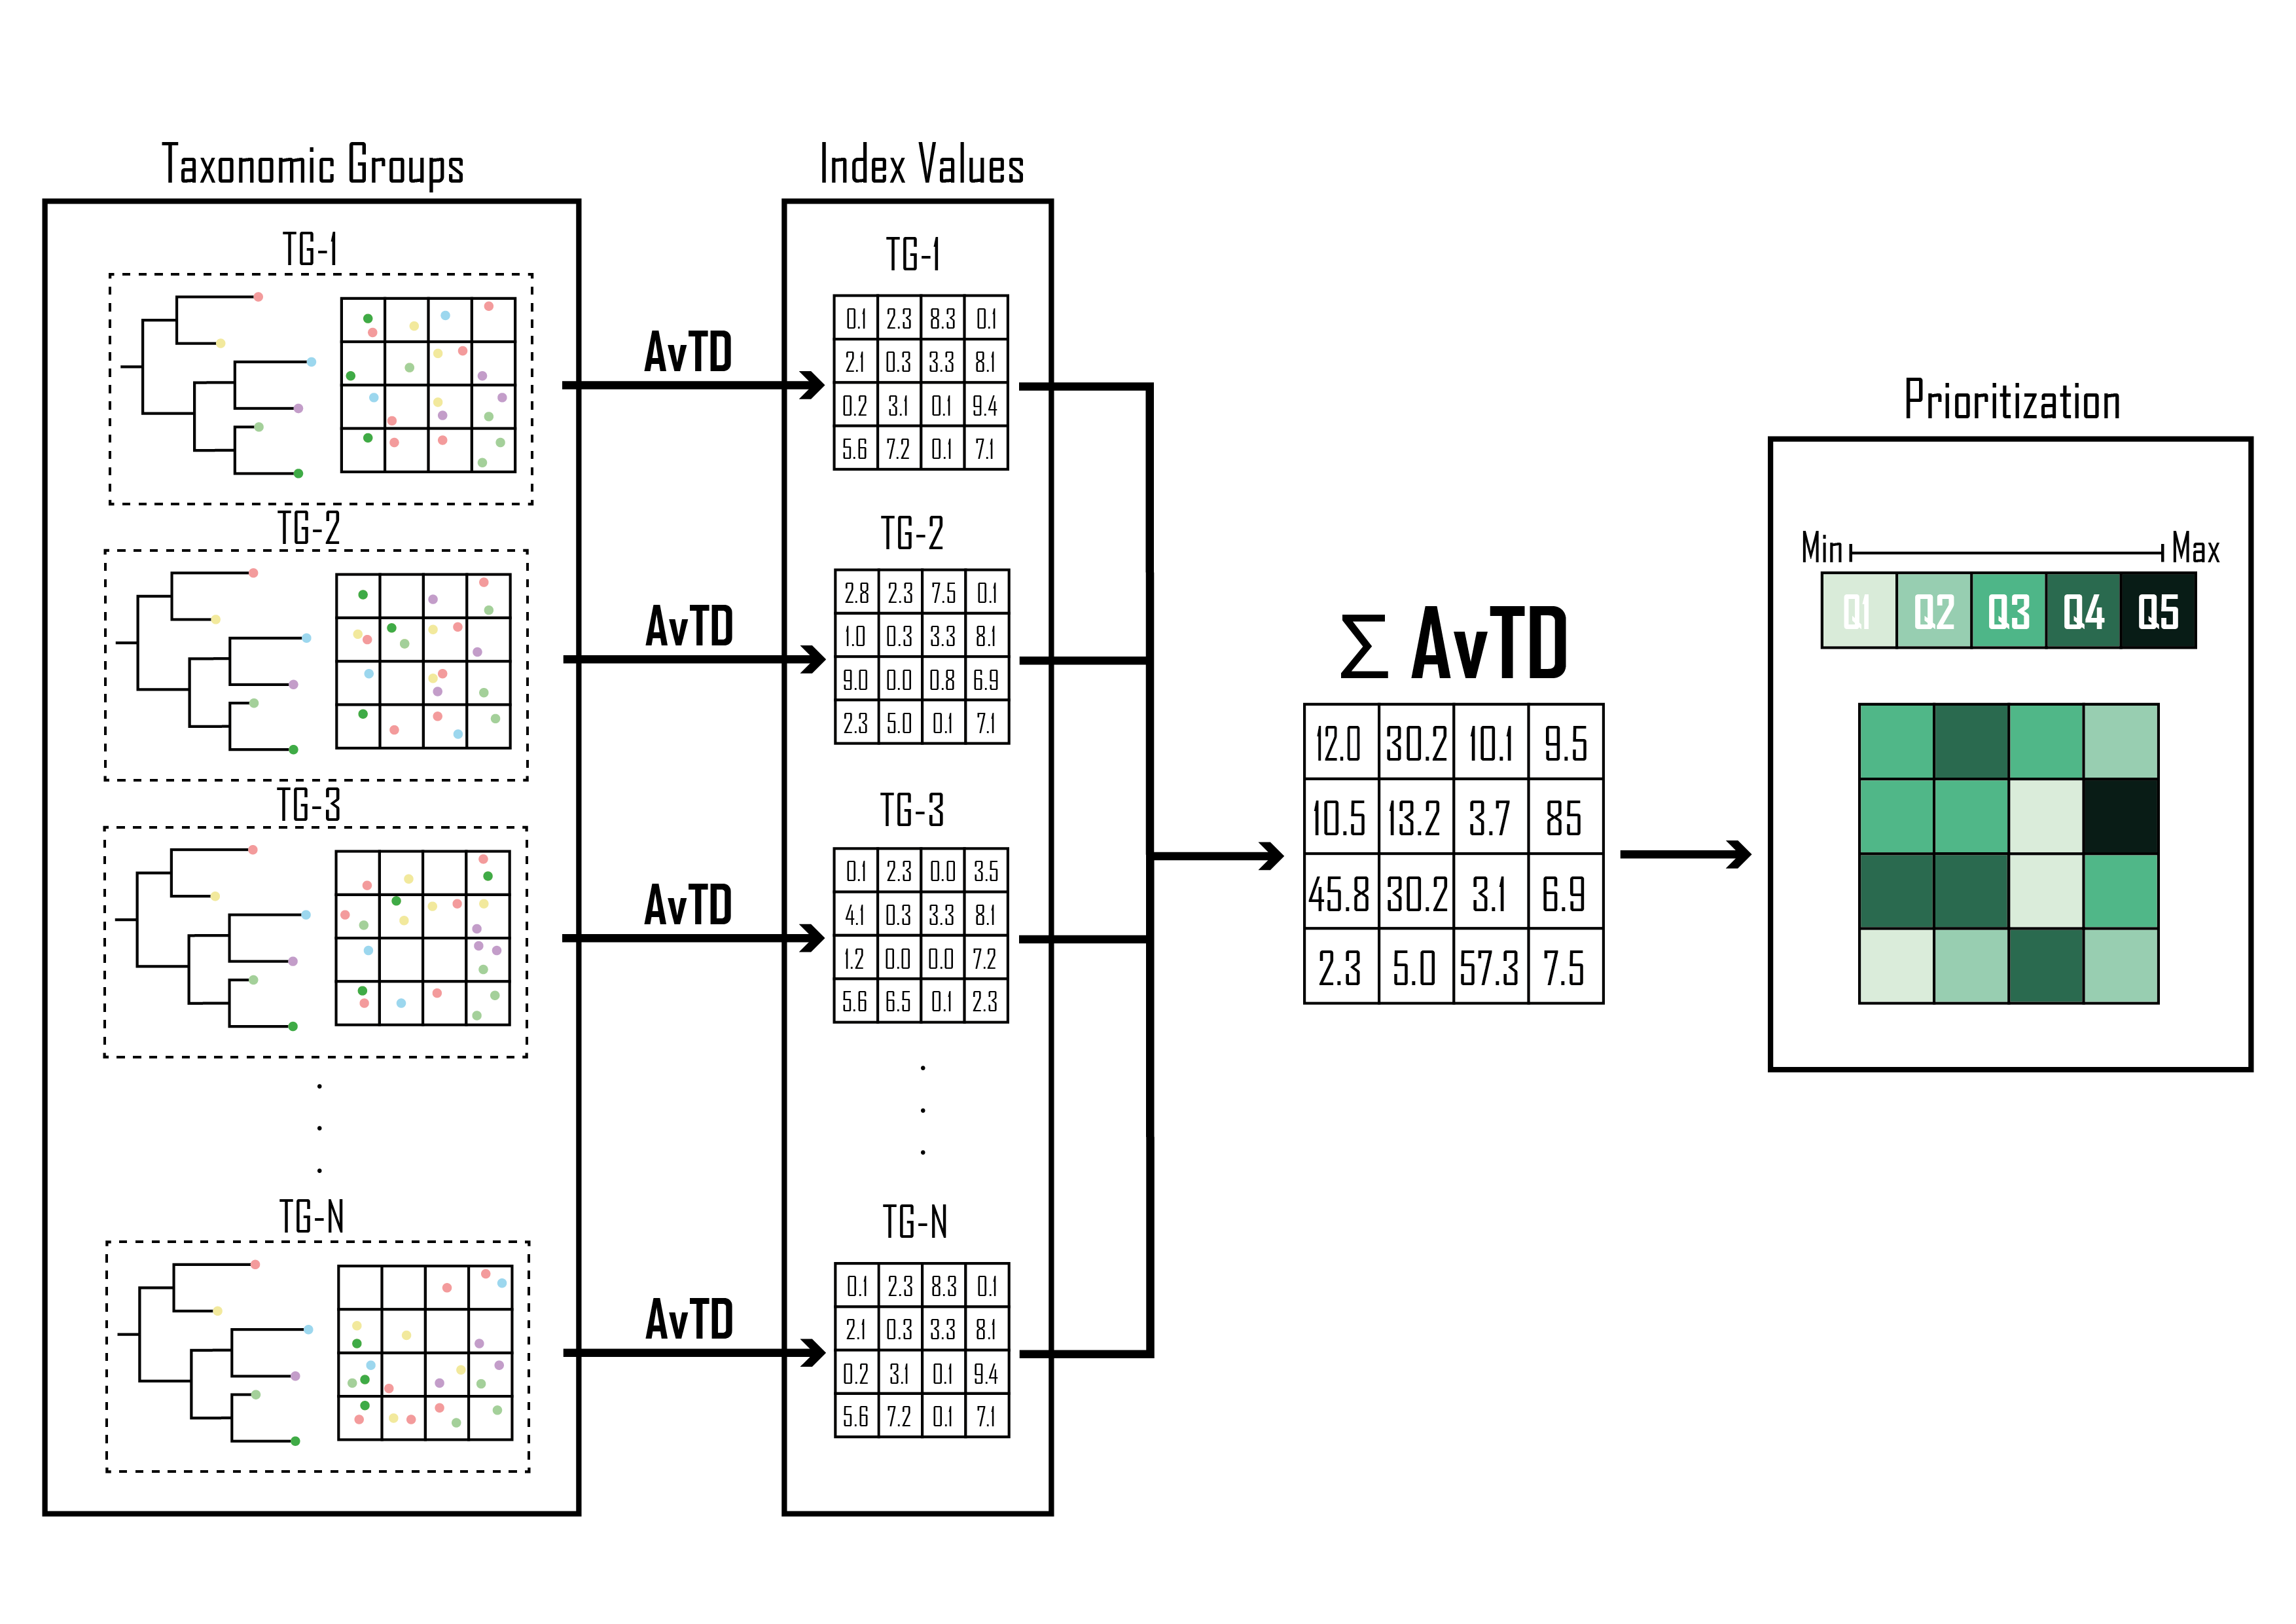 Taxonomic Groups
TG-1
TG-2
TG-3
.
.
.
TG-N
AvTD
AvTD
AvTD
AvTD
Index Values
TG-1
0.1 2.3 8.3 0.1
2.1 0.3 3.3 8.1
0.2 3.1 0.1 9.4
5.6 7.2 0.1 7.1
TG-2
2.8 2.3 7.5 0.1
1.0 0.3 3.3 8.1
9.0 0.0 0.8 6.9
2.3 5.0 0.1 7.1
TG-3
0.1 2.3 0.0 3.5
4.1 0.3 3.3 8.1
1.2 0.0 0.0 7.2
5.6 6.5 0.1 2.3
.
.
.
TG-N
0.1 2.3 8.3 0.1
2.1 0.3 3.3 8.1
0.2 3.1 0.1 9.4
5.6 7.2 0.1 7.1
Σ AvTD
12.0 30.2 10.1 9.5
10.5 13.2 3.7 85
45.8 30.2 3.1 6.9
2.3 5.0 57.3 7.5
Prioritization
Min Max
Q1 Q2 Q3 Q4 Q5